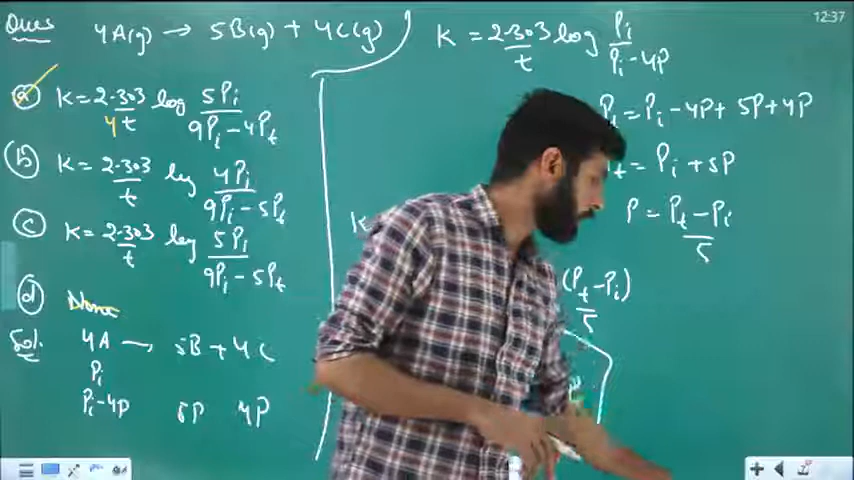 Ques 4A(g) → 5B(g) + 4C(g)
(a) K = 2.303/4t log 5Pi/9Pi-4Pt
(b) K = 2.303/t log 4Pi/9Pi-5Pt
(c) K = 2.303/t log 5Pi/9Pi-5Pt
(d) None
Sol. 4A → 5B + 4C
Pi
Pi-4P 5P 4P
K = 2.303/t log Pi/Pi-4P
Pt = Pi-4P+5P+4P
t = Pi+5P
P = Pt-Pi/5
K
(Pt-Pi)/5
12:37